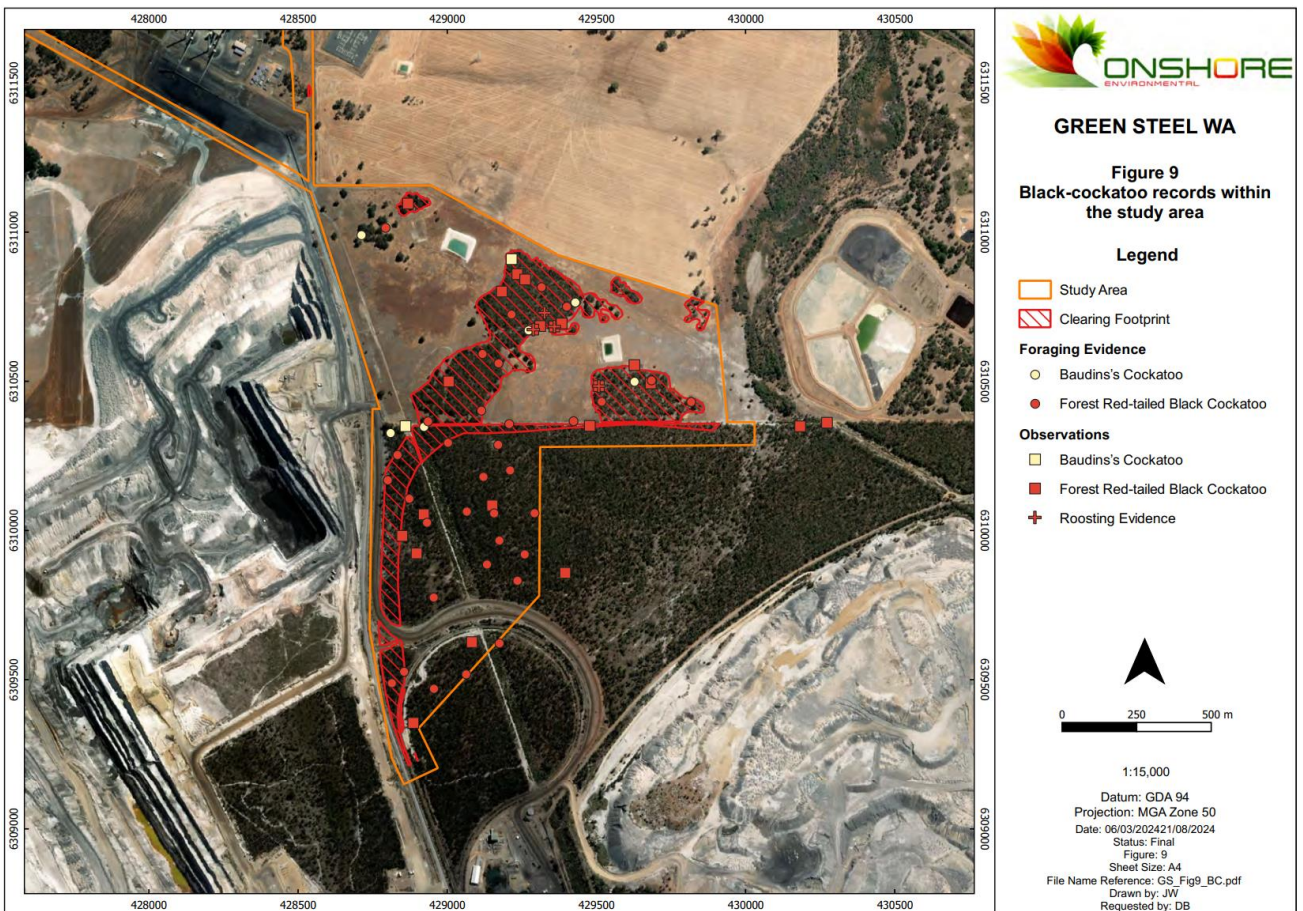 428000 428500 429000 429500 430000 430500
6311500
6311000
6310500
6310000
6309500
6309000
6311500
6311000
6310500
6310000
6309500
6309000
428000 428500 429000 429500 430000 430500
ONSHORE
ENVIRONMENTAL
GREEN STEEL WA
Figure 9
Black-cockatoo records within
the study area
Legend
Study Area
Clearing Footprint
Foraging Evidence
Baudins's Cockatoo
Forest Red-tailed Black Cockatoo
Observations
Baudins's Cockatoo
Forest Red-tailed Black Cockatoo
Roosting Evidence
0 250 500 m
1:15,000
Datum: GDA 94
Projection: MGA Zone 50
Date: 06/03/202421/08/2024
Status: Final
Figure: 9
Sheet Size: A4
File Name Reference: GS_Fig9_BC.pdf
Drawn by: JW
Requested by: DB